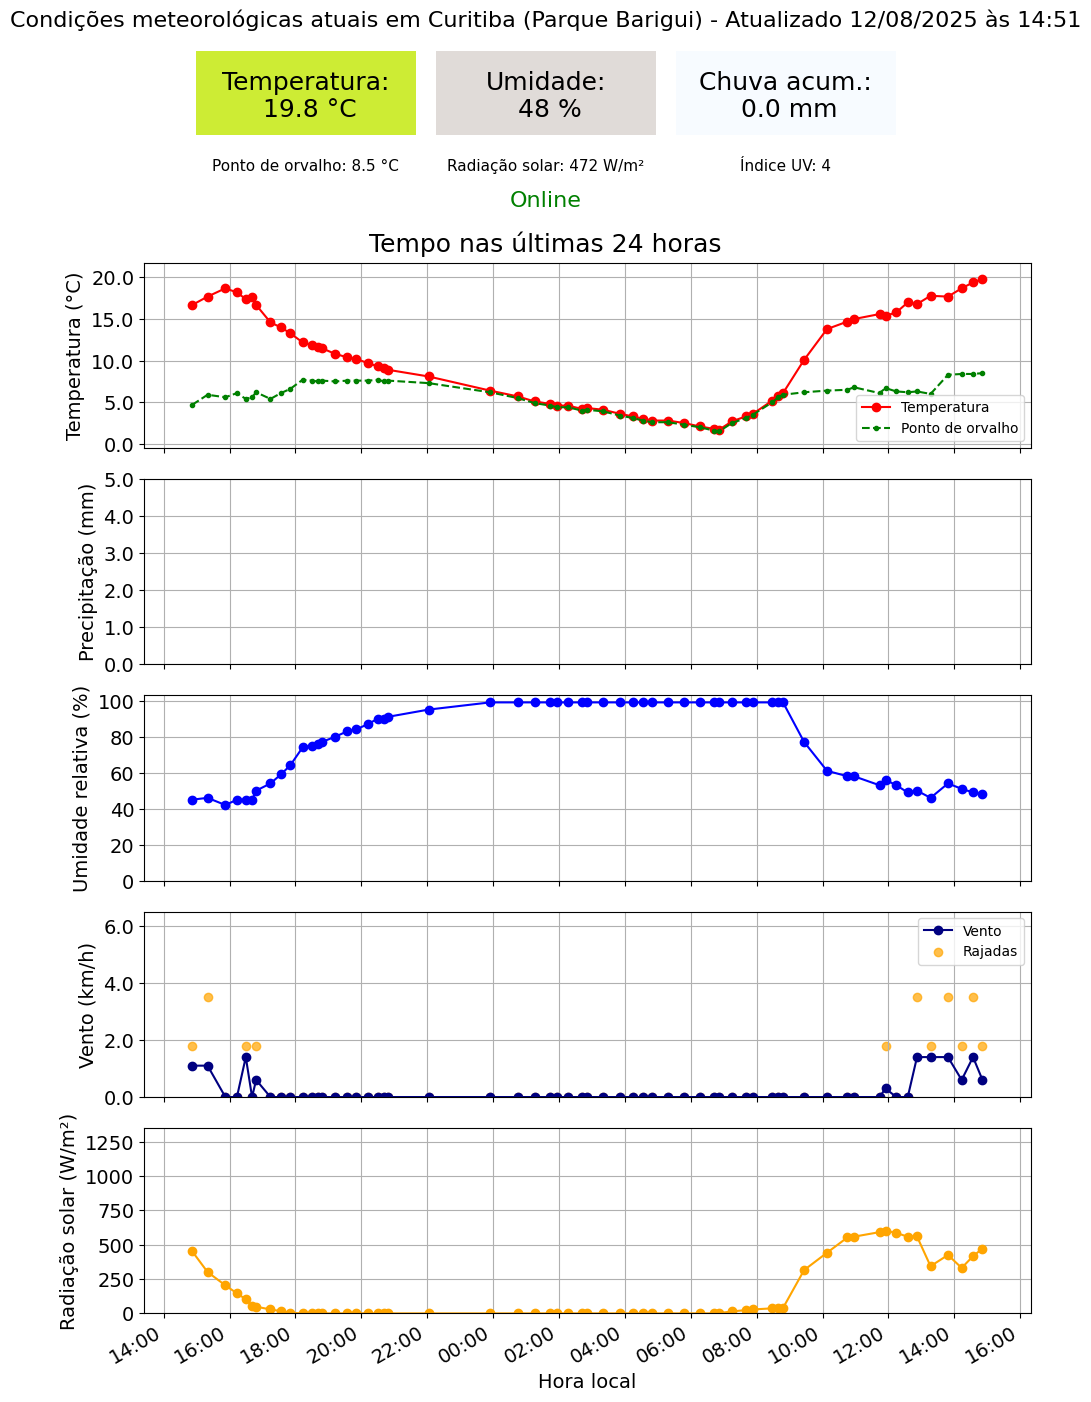 Condições meteorológicas atuais em Curitiba (Parque Barigui) - Atualizado 12/08/2025 às 14:51
Temperatura:
19.8 °C
Umidade:
48 %
Chuva acum.:
0.0 mm
Ponto de orvalho: 8.5 °C
Radiação solar: 472 W/m²
Índice UV: 4
Online
Tempo nas últimas 24 horas
Temperatura (°C)
20.0
15.0
10.0
5.0
0.0
Temperatura
Ponto de orvalho
Precipitação (mm)
5.0
4.0
3.0
2.0
1.0
0.0
Umidade relativa (%)
100
80
60
40
20
0
Vento (km/h)
6.0
4.0
2.0
0.0
Vento
Rajadas
Radiação solar (W/m²)
1250
1000
750
500
250
0
14:00
16:00
18:00
20:00
22:00
00:00
02:00
04:00
06:00
08:00
10:00
12:00
14:00
16:00
Hora local